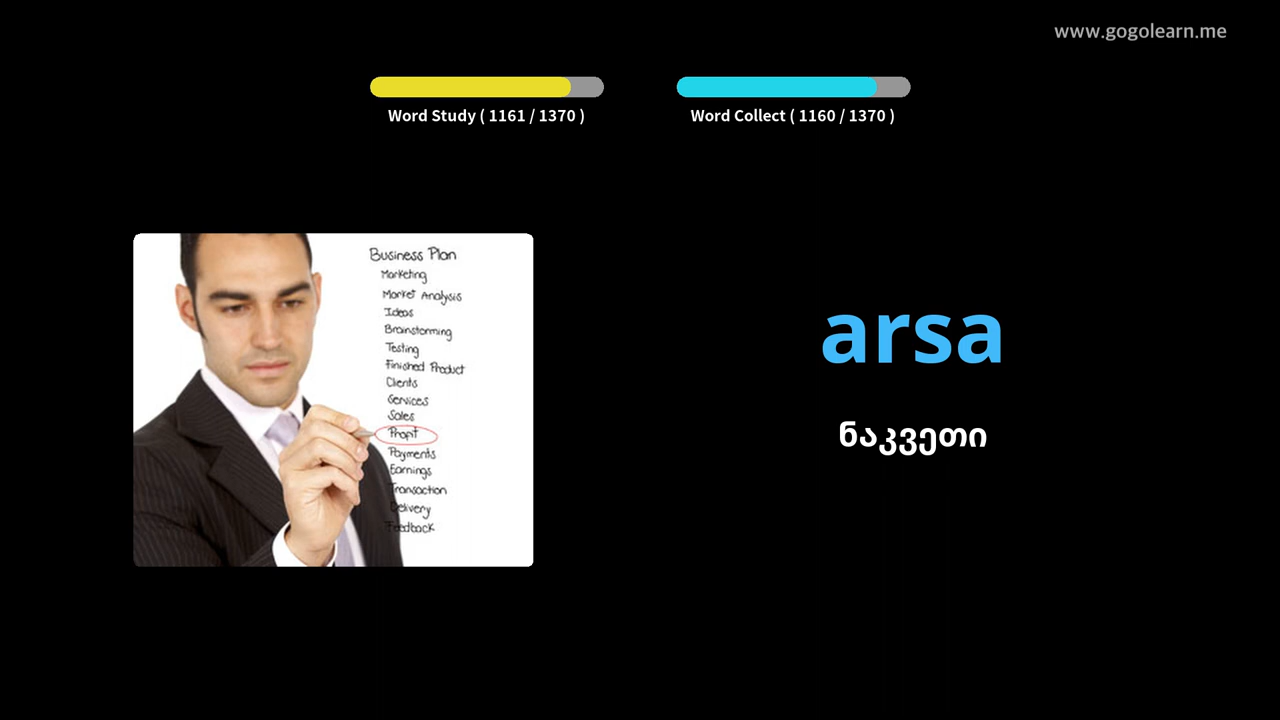 www.gogolearn.me
Word Study ( 1161 / 1370 )
Word Collect ( 1160 / 1370 )
Business Plan
Marketing
Market Analysis
Ideas
Brainstorming
Testing
Finished Product
Clients
Services
Sales
Profit
Payments
Earnings
Transaction
Delivery
Feedback
arsa
ნაკვეთი